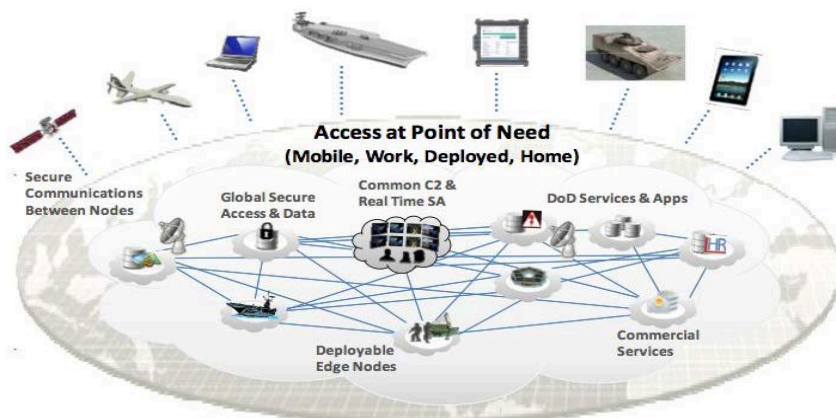 Access at Point of Need
(Mobile, Work, Deployed, Home)
Secure
Communications
Between Nodes
Global Secure
Access & Data
Common C2 &
Real Time SA
DoD Services & Apps
HR
Deployable
Edge Nodes
Commercial
Services